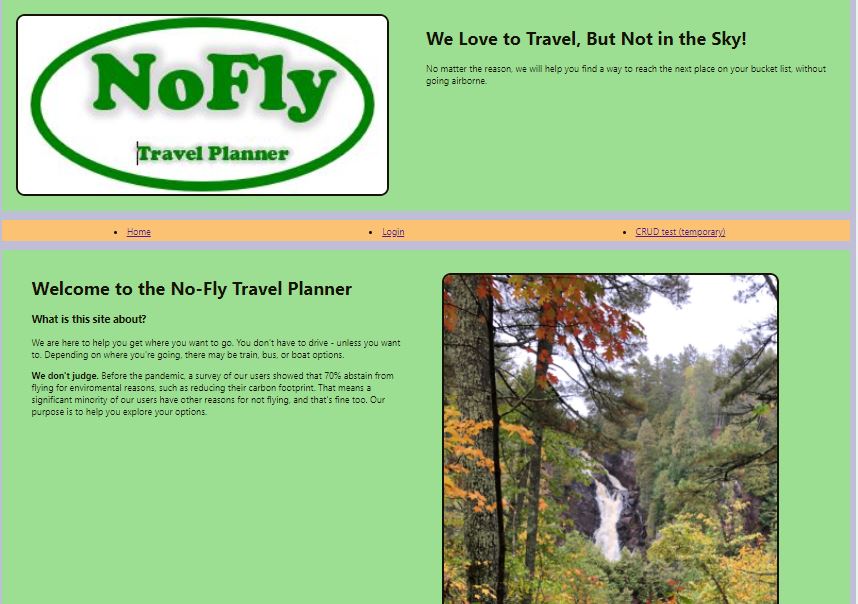 NoFly
Travel Planner
We Love to Travel, But Not in the Sky!
No matter the reason, we will help you find a way to reach the next place on your bucket list, without
going airborne.
Home
Login
CRUD test (temporary)
Welcome to the No-Fly Travel Planner
What is this site about?
We are here to help you get where you want to go. You don't have to drive - unless you want
to. Depending on where you're going, there may be train, bus, or boat options.
We don't judge. Before the pandemic, a survey of our users showed that 70% abstain from
flying for enviromental reasons, such as reducing their carbon footprint. That means a
significant minority of our users have other reasons for not flying, and that's fine too. Our
purpose is to help you explore your options.